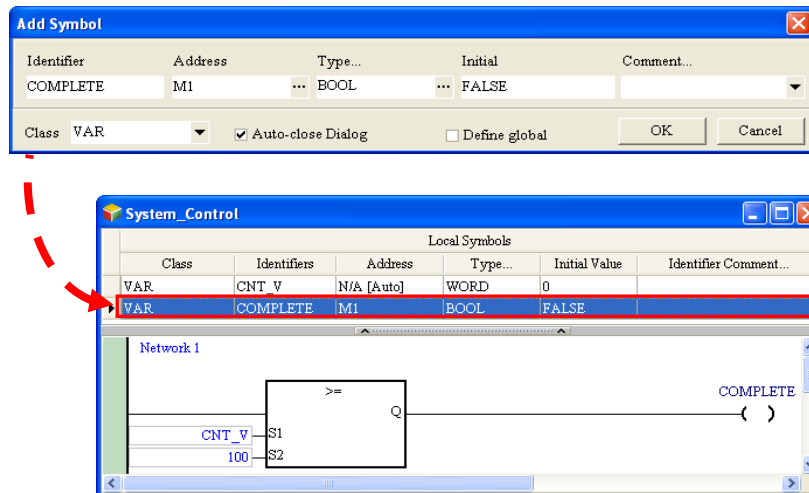 Add Symbol
Identifier Address Type... Initial Comment...
COMPLETE M1 ... BOOL ... FALSE
Class VAR Auto-close Dialog Define global OK Cancel
System_Control
Local Symbols
Class Identifiers Address Type... Initial Value Identifier Comment...
VAR CNT_V N/A [Auto] WORD 0
VAR COMPLETE M1 BOOL FALSE
Network 1
>=
COMPLETE
Q
CNT_V S1
100 S2